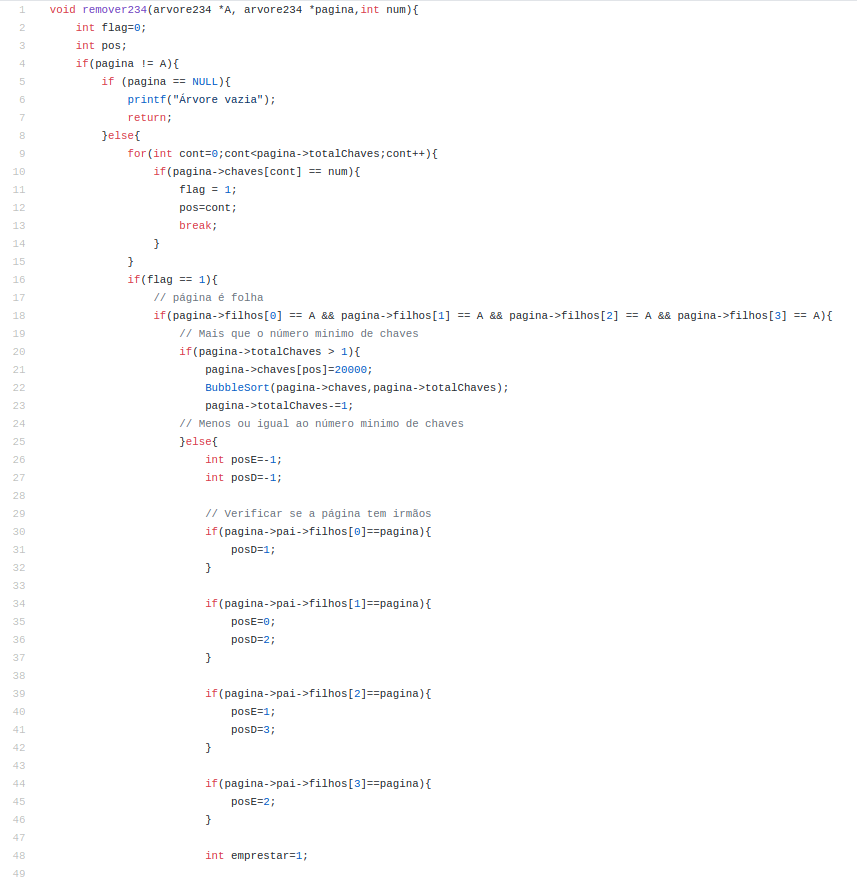 1 void remover234(arvore234 *A, arvore234 *pagina,int num){
2 int flag=0;
3 int pos;
4 if(pagina != A){
5 if (pagina == NULL){
6 printf("Árvore vazia");
7 return;
8 }else{
9 for(int cont=0;cont<pagina->totalChaves;cont++){
10 if(pagina->chaves[cont] == num){
11 flag = 1;
12 pos=cont;
13 break;
14 }
15 }
16 if(flag == 1){
17 // página é folha
18 if(pagina->filhos[0] == A && pagina->filhos[1] == A && pagina->filhos[2] == A && pagina->filhos[3] == A){
19 // Mais que o número minimo de chaves
20 if(pagina->totalChaves > 1){
21 pagina->chaves[pos]=20000;
22 BubbleSort(pagina->chaves,pagina->totalChaves);
23 pagina->totalChaves-=1;
24 // Menos ou igual ao número minimo de chaves
25 }else{
26 int posE=-1;
27 int posD=-1;
28
29 // Verificar se a página tem irmãos
30 if(pagina->pai->filhos[0]==pagina){
31 posD=1;
32 }
33
34 if(pagina->pai->filhos[1]==pagina){
35 posE=0;
36 posD=2;
37 }
38
39 if(pagina->pai->filhos[2]==pagina){
40 posE=1;
41 posD=3;
42 }
43
44 if(pagina->pai->filhos[3]==pagina){
45 posE=2;
46 }
47
48 int emprestar=1;
49